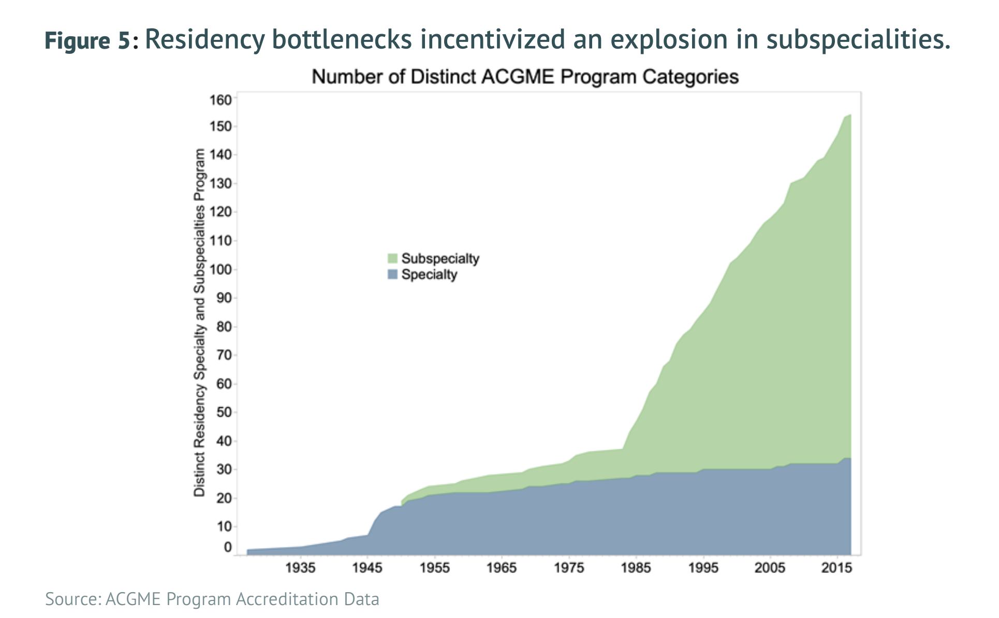 Figure 5: Residency bottlenecks incentivized an explosion in subspecialities.
Number of Distinct ACGME Program Categories
Distinct Residency Specialty and Subspecialties Program
160
150
140
130
120
110
100
90
80
70
60
50
40
30
20
10
0
Subspecialty
Specialty
1935 1945 1955 1965 1975 1985 1995 2005 2015
Source: ACGME Program Accreditation Data